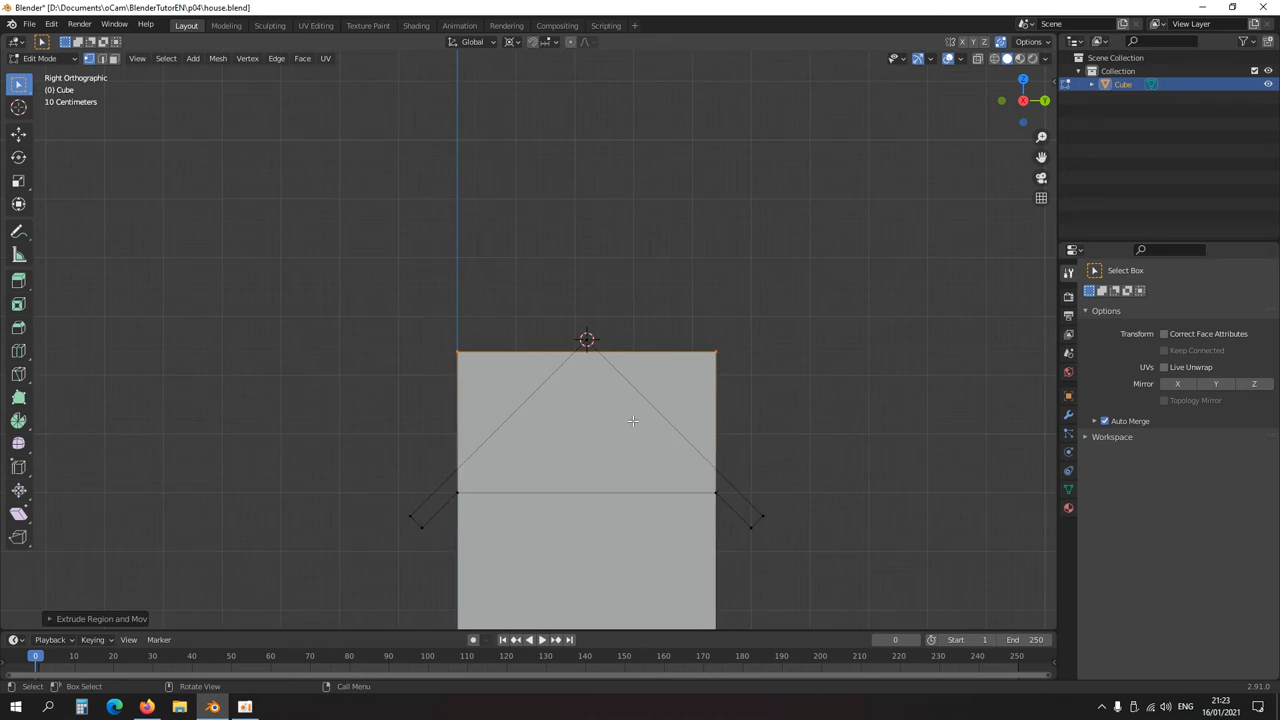 Blender* [D:\Documents\oCam\BlenderTutorEN\p04\house.blend]
File Edit Render Window Help Layout Modeling Sculpting UV Editing Texture Paint Shading Animation Rendering Compositing Scripting + Scene View Layer
Global X Y Z Options
Edit Mode View Select Add Mesh Vertex Edge Face UV
Right Orthographic
(0) Cube
10 Centimeters
Z
X
Y
Scene Collection
Collection
Cube
Select Box
Options
Transform Correct Face Attributes
Keep Connected
UVs Live Unwrap
Mirror X Y Z
Topology Mirror
Auto Merge
Workspace
Extrude Region and Mov
Playback Keying View Marker 0 Start 1 End 250
0 10 20 30 40 50 60 70 80 90 100 110 120 130 140 150 160 170 180 190 200 210 220 230 240 250
Select Box Select Rotate View Call Menu 2.91.0
ENG
21:23
16/01/2021